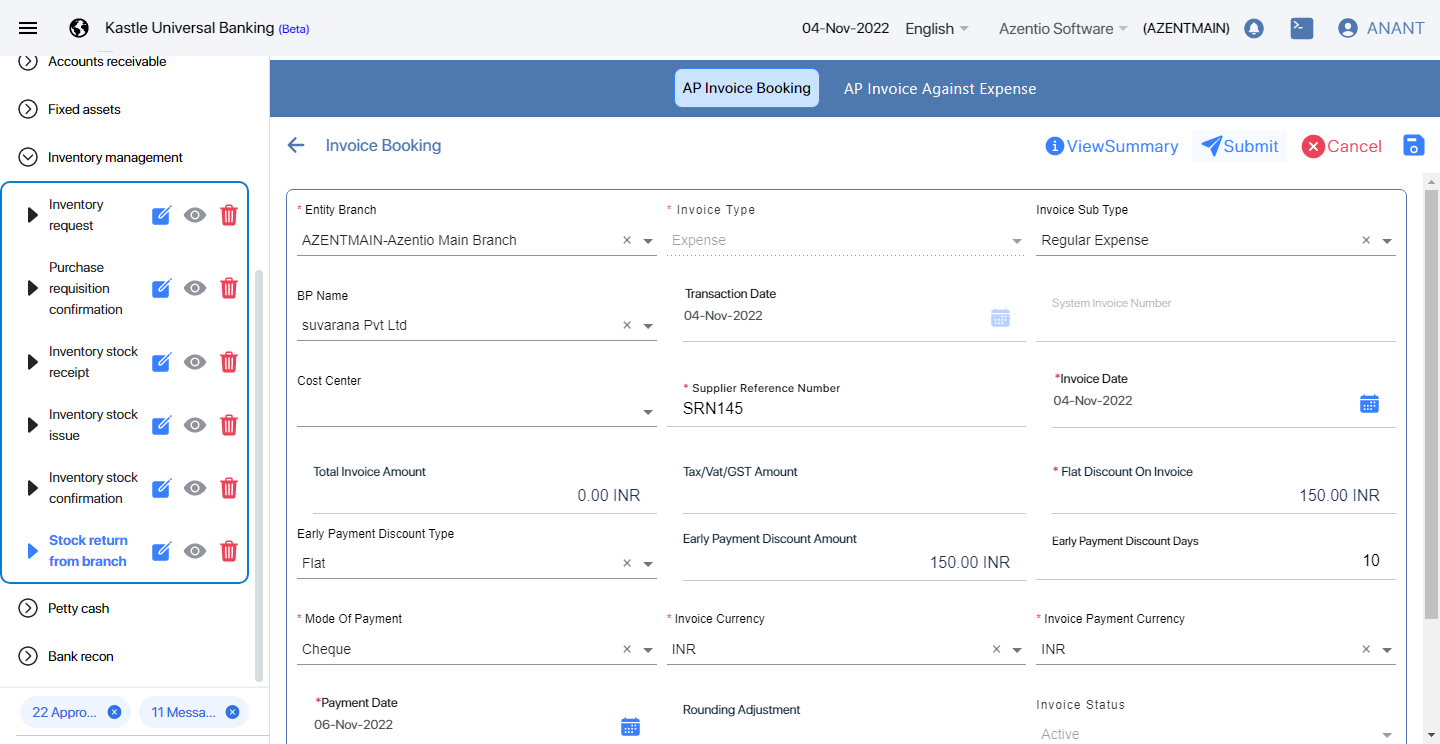 Kastle Universal Banking (Beta)
04-Nov-2022
English
Azentio Software
(AZENTMAIN)
ANANT
Accounts receivable
Fixed assets
Inventory management
Inventory
request
Purchase
requisition
confirmation
Inventory stock
receipt
Inventory stock
issue
Inventory stock
confirmation
Stock return
from branch
Petty cash
Bank recon
22 Appro...
11 Messa...
AP Invoice Booking
AP Invoice Against Expense
Invoice Booking
ViewSummary
Submit
Cancel
* Entity Branch
AZENTMAIN-Azentio Main Branch
* Invoice Type
Expense
Invoice Sub Type
Regular Expense
BP Name
suvarana Pvt Ltd
Transaction Date
04-Nov-2022
System Invoice Number
Cost Center
* Supplier Reference Number
SRN145
*Invoice Date
04-Nov-2022
Total Invoice Amount
0.00 INR
Tax/Vat/GST Amount
* Flat Discount On Invoice
150.00 INR
Early Payment Discount Type
Flat
Early Payment Discount Amount
150.00 INR
Early Payment Discount Days
10
* Mode Of Payment
Cheque
* Invoice Currency
INR
* Invoice Payment Currency
INR
*Payment Date
06-Nov-2022
Rounding Adjustment
Invoice Status
Active